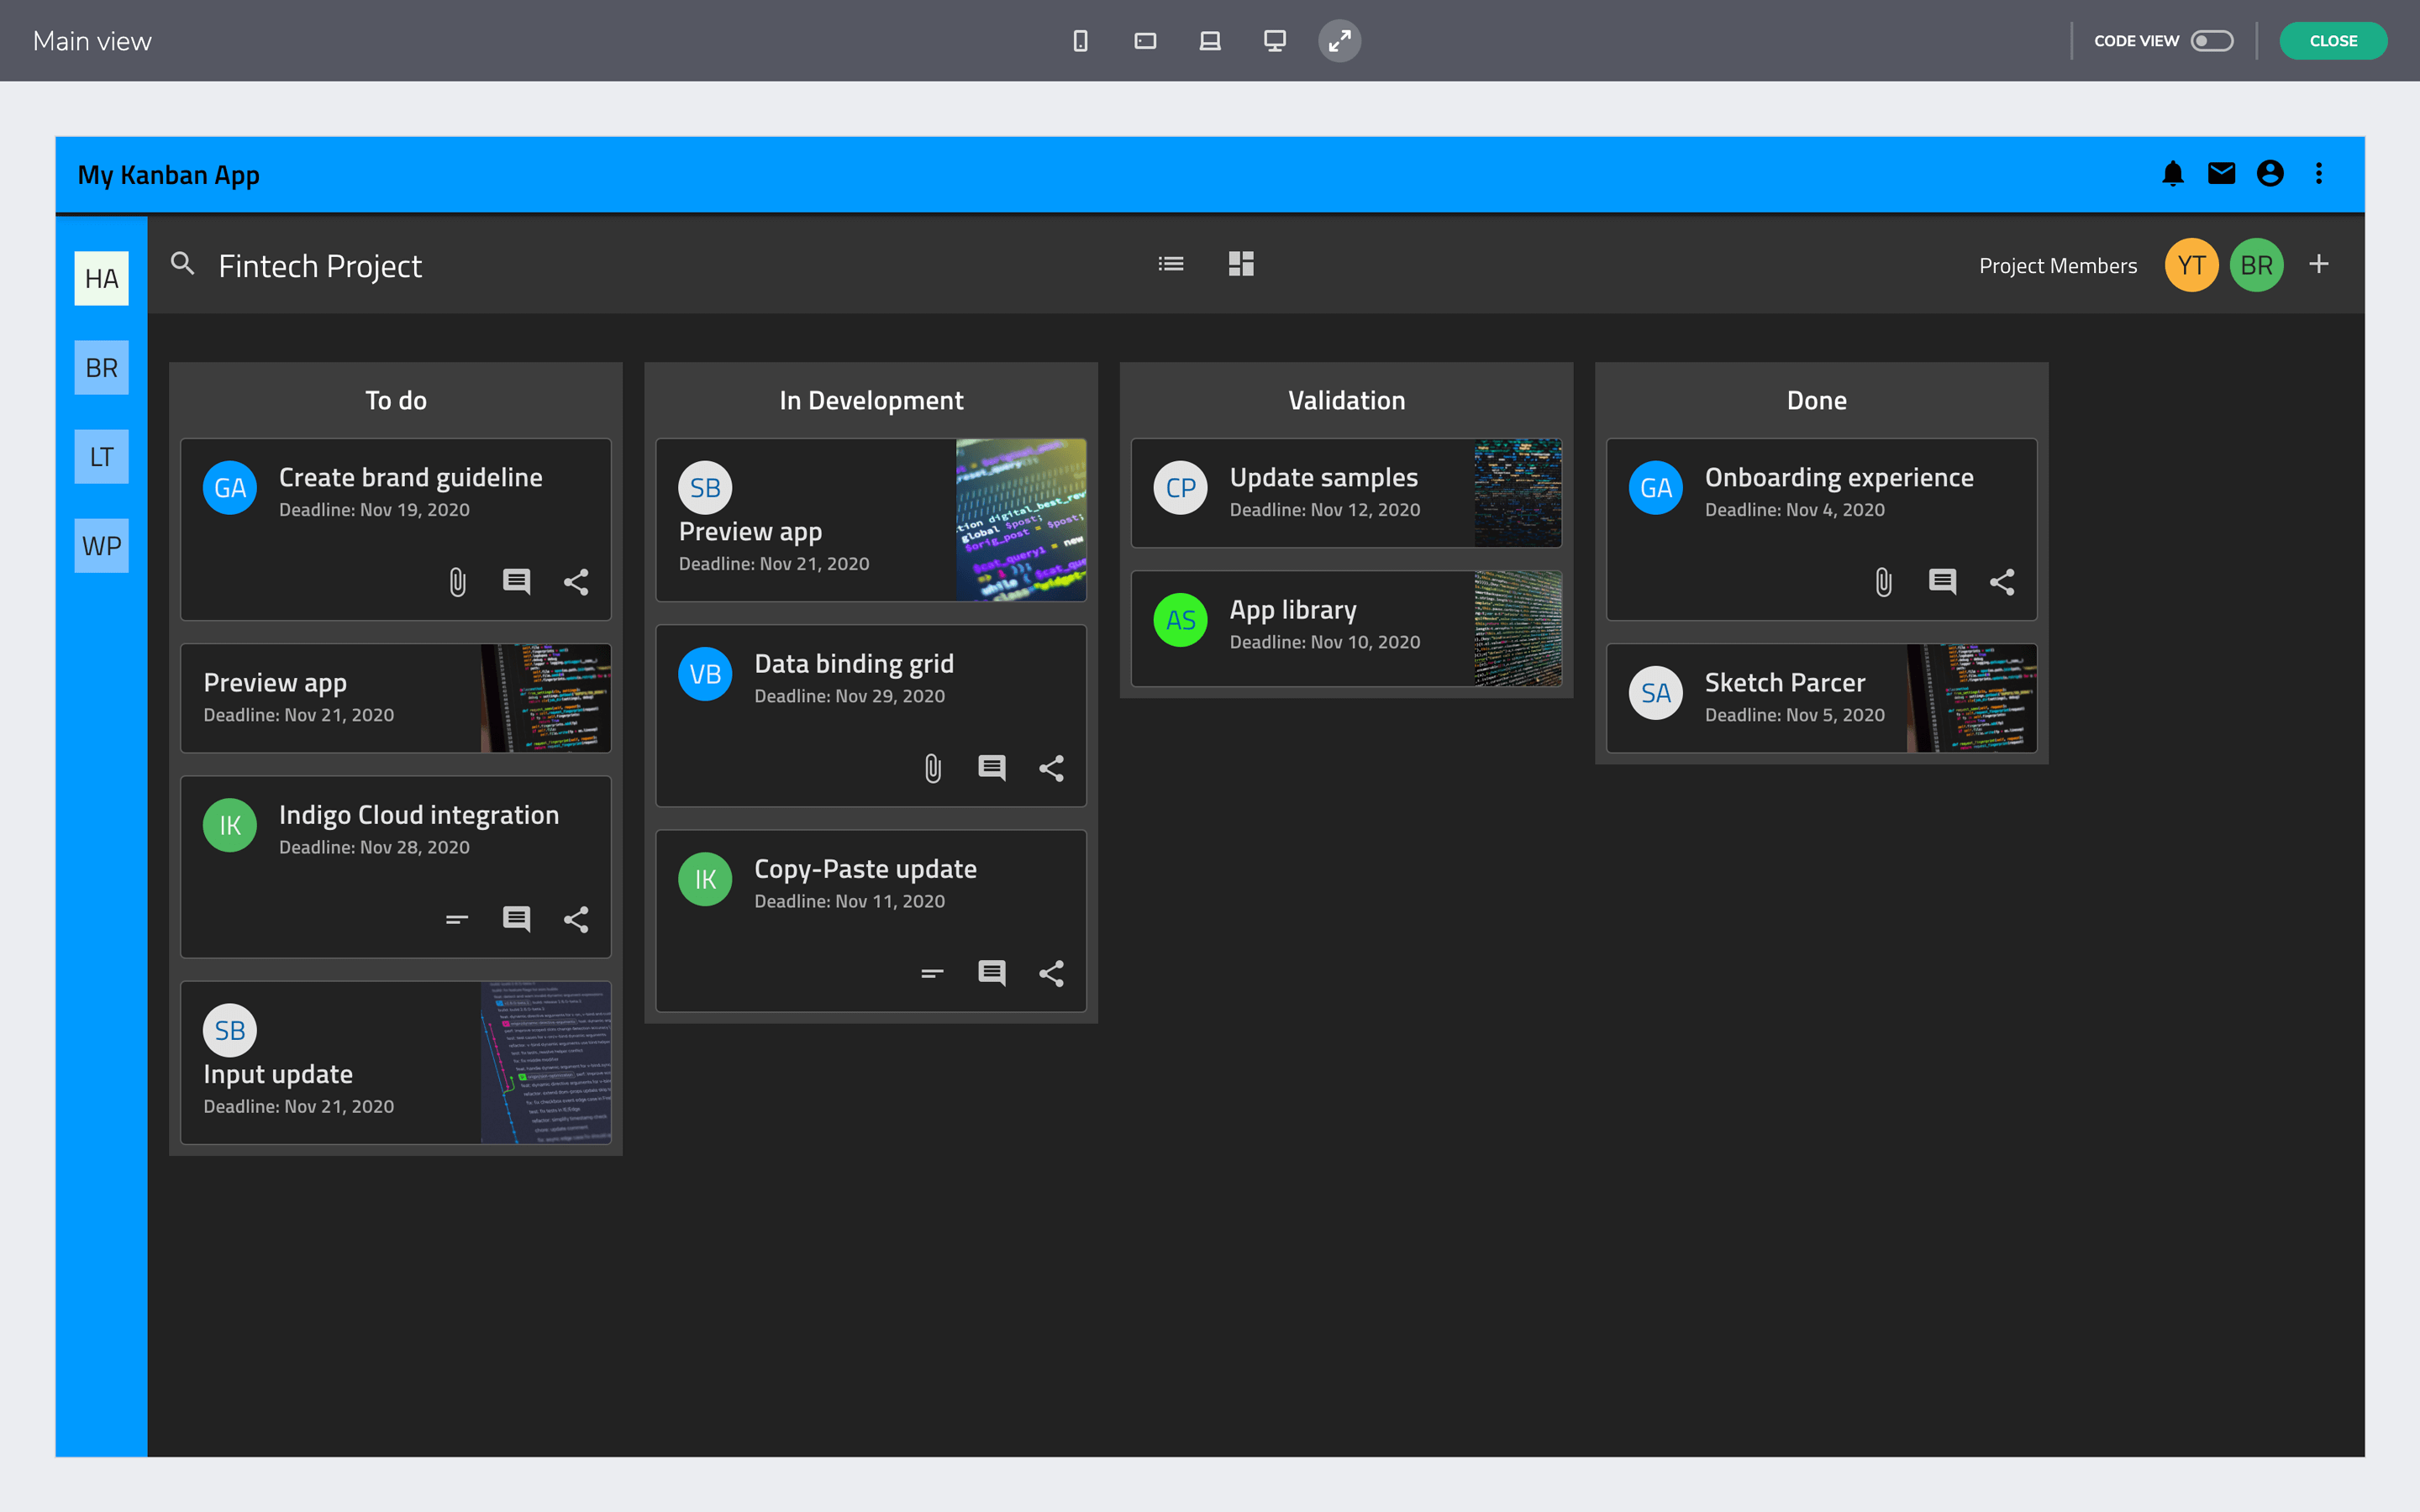 Main view
CODE VIEW
CLOSE
My Kanban App
HA
BR
LT
WP
Fintech Project
Project Members
YT
BR
To do
GA
Create brand guideline
Deadline: Nov 19, 2020
Preview app
Deadline: Nov 21, 2020
IK
Indigo Cloud integration
Deadline: Nov 28, 2020
SB
Input update
Deadline: Nov 21, 2020
In Development
SB
Preview app
Deadline: Nov 21, 2020
VB
Data binding grid
Deadline: Nov 29, 2020
IK
Copy-Paste update
Deadline: Nov 11, 2020
Validation
CP
Update samples
Deadline: Nov 12, 2020
AS
App library
Deadline: Nov 10, 2020
Done
GA
Onboarding experience
Deadline: Nov 4, 2020
SA
Sketch Parcer
Deadline: Nov 5, 2020